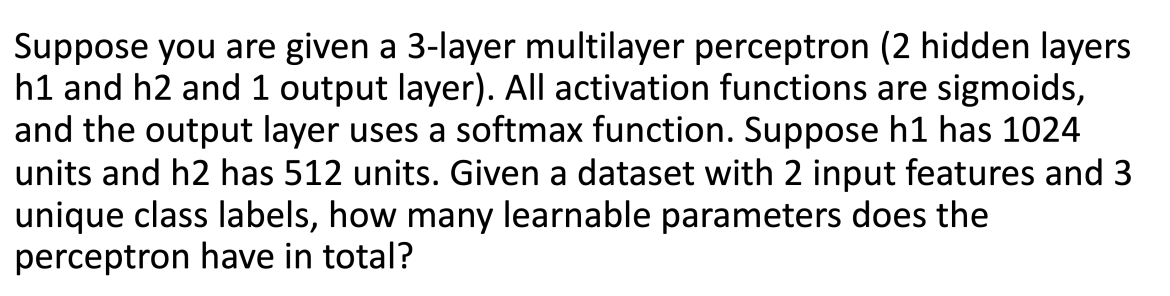 Suppose you are given a 3-layer multilayer perceptron (2 hidden layers
h1 and h2 and 1 output layer). All activation functions are sigmoids,
and the output layer uses a softmax function. Suppose h1 has 1024
units and h2 has 512 units. Given a dataset with 2 input features and 3
unique class labels, how many learnable parameters does the
perceptron have in total?